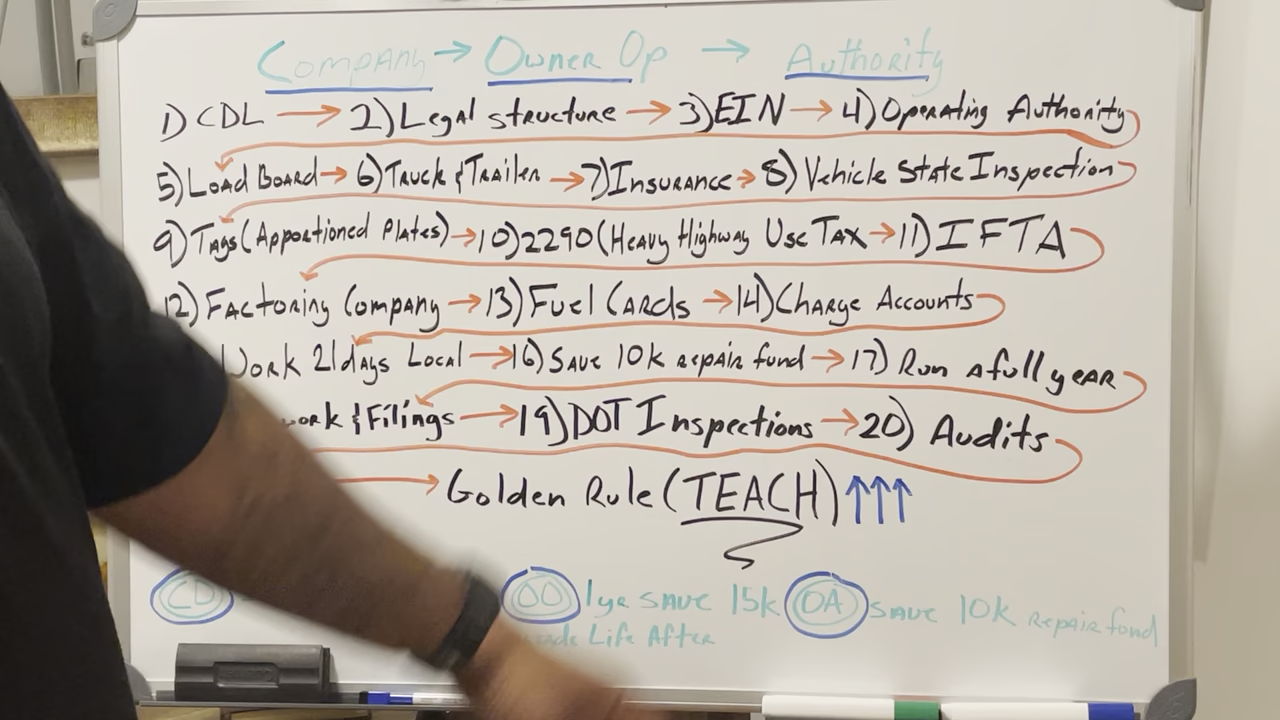 Company → Owner Op → Authority
1) CDL → 2) Legal structure → 3) EIN → 4) Operating Authority
5) Load Board → 6) Truck & Trailer → 7) Insurance → 8) Vehicle State Inspection
9) Tags (Apportioned Plates) → 10) 2290 (Heavy Highway Use Tax → 11) IFTA
12) Factoring Company → 13) Fuel Cards → 14) Charge Accounts
Work 21 days Local → 16) Save 10k repair fund → 17) Run a full year
& Filings → 19) DOT Inspections → 20) Audits
→ Golden Rule (TEACH) ↑↑↑
CD OO 1yr save 15k OA save 10k repair fund
Life After